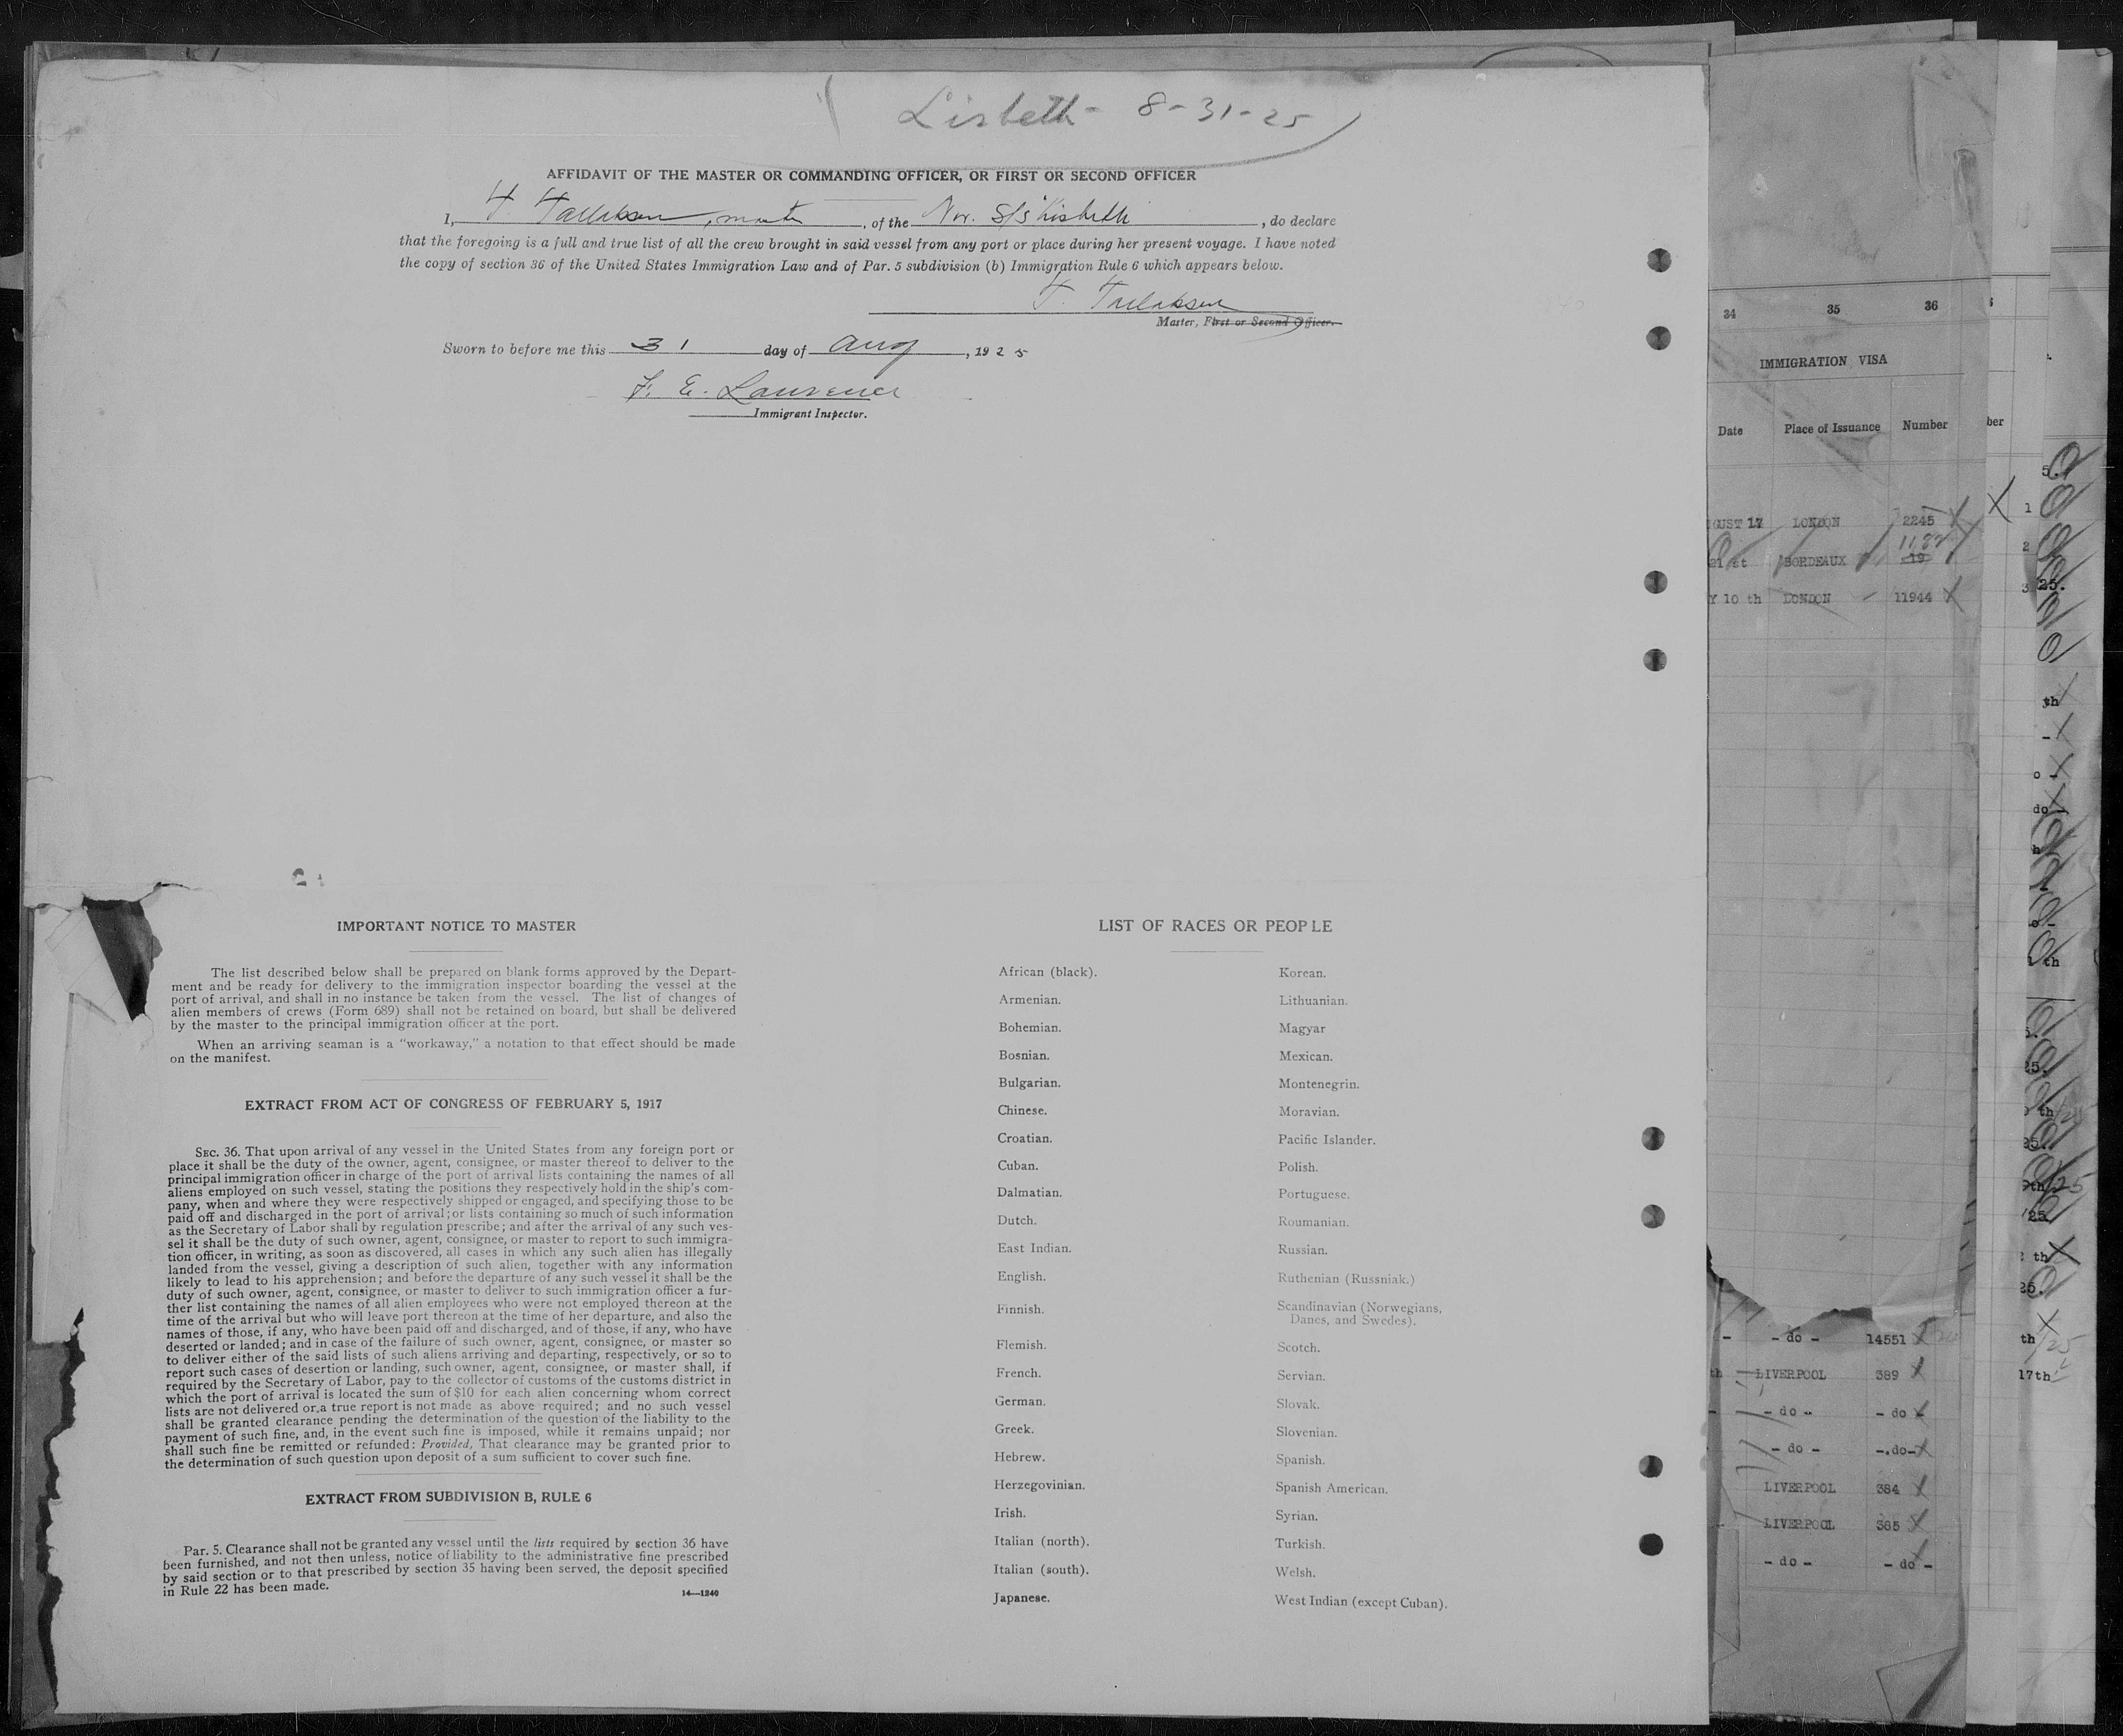 Lisbeth - 8-31-25
AFFIDAVIT OF THE MASTER OR COMMANDING OFFICER, OR FIRST OR SECOND OFFICER
I, , master, of the Nor. S/S "Lisbeth", do declare
that the foregoing is a full and true list of all the crew brought in said vessel from any port or place during her present voyage. I have noted
the copy of section 36 of the United States Immigration Law and of Par. 5 subdivision (b) Immigration Rule 6 which appears below.
Master, First or Second Officer.
Sworn to before me this 31 day of Aug, 1925
F. E. Lawrence
Immigrant Inspector.
IMPORTANT NOTICE TO MASTER
The list described below shall be prepared on blank forms approved by the Depart-
ment and be ready for delivery to the immigration inspector boarding the vessel at the
port of arrival, and shall in no instance be taken from the vessel. The list of changes of
alien members of crews (Form 689) shall not be retained on board, but shall be delivered
by the master to the principal immigration officer at the port.
When an arriving seaman is a "workaway," a notation to that effect should be made
on the manifest.
EXTRACT FROM ACT OF CONGRESS OF FEBRUARY 5, 1917
SEC. 36. That upon arrival of any vessel in the United States from any foreign port or
place it shall be the duty of the owner, agent, consignee, or master thereof to deliver to the
principal immigration officer in charge of the port of arrival lists containing the names of all
aliens employed on such vessel, stating the positions they respectively hold in the ship's com-
pany, when and where they were respectively shipped or engaged, and specifying those to be
paid off and discharged in the port of arrival; or lists containing so much of such information
as the Secretary of Labor shall by regulation prescribe; and after the arrival of any such ves-
sel it shall be the duty of such owner, agent, consignee, or master to report to such immigra-
tion officer, in writing, as soon as discovered, all cases in which any such alien has illegally
landed from the vessel, giving a description of such alien, together with any information
likely to lead to his apprehension; and before the departure of any such vessel it shall be the
duty of such owner, agent, consignee, or master to deliver to such immigration officer a fur-
ther list containing the names of all alien employees who were not employed thereon at the
time of the arrival but who will leave port thereon at the time of her departure, and also the
names of those, if any, who have been paid off and discharged, and of those, if any, who have
deserted or landed; and in case of the failure of such owner, agent, consignee, or master so
to deliver either of the said lists of such aliens arriving and departing, respectively, or so to
report such cases of desertion or landing, such owner, agent, consignee, or master shall, if
required by the Secretary of Labor, pay to the collector of customs of the customs district in
which the port of arrival is located the sum of $10 for each alien concerning whom correct
lists are not delivered or a true report is not made as above required; and no such vessel
shall be granted clearance pending the determination of the question of the liability to the
payment of such fine, and, in the event such fine is imposed, while it remains unpaid; nor
shall such fine be remitted or refunded: Provided, That clearance may be granted prior to
the determination of such question upon deposit of a sum sufficient to cover such fine.
EXTRACT FROM SUBDIVISION B, RULE 6
Par. 5. Clearance shall not be granted any vessel until the lists required by section 36 have
been furnished, and not then unless, notice of liability to the administrative fine prescribed
by said section or to that prescribed by section 35 having been served, the deposit specified
in Rule 22 has been made.
14—1240
LIST OF RACES OR PEOPLE
African (black).
Armenian.
Bohemian.
Bosnian.
Bulgarian.
Chinese.
Croatian.
Cuban.
Dalmatian.
Dutch.
East Indian.
English.
Finnish.
Flemish.
French.
German.
Greek.
Hebrew.
Herzegovinian.
Irish.
Italian (north).
Italian (south).
Japanese.
Korean.
Lithuanian.
Magyar
Mexican.
Montenegrin.
Moravian.
Pacific Islander.
Polish.
Portuguese.
Roumanian.
Russian.
Ruthenian (Russniak.)
Scandinavian (Norwegians,
Danes, and Swedes).
Scotch.
Servian.
Slovak.
Slovenian.
Spanish.
Spanish American.
Syrian.
Turkish.
Welsh.
West Indian (except Cuban).
34 35 36
IMMIGRATION VISA
Date Place of Issuance Number
GUST 17 LONDON 2245
21 st BORDEAUX 19
Y 10 th LONDON 11944
- - do - 14551
th LIVERPOOL 389
- - do - - do -
- do - -.do-
LIVERPOOL 384
LIVERPOOL 385
- do - - do -